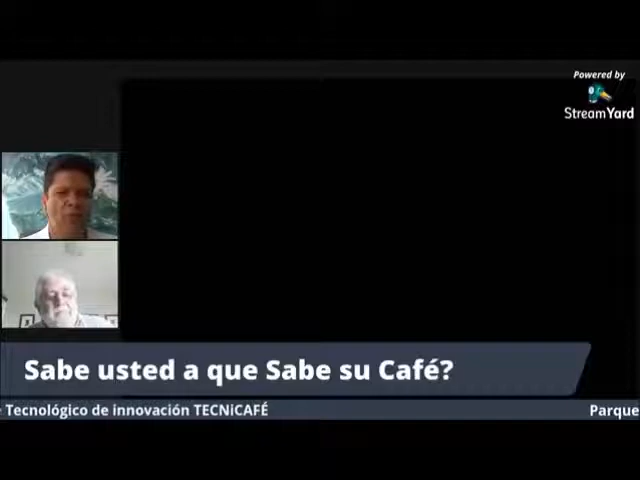 Powered by
StreamYard
Sabe usted a que Sabe su Café?
Tecnológico de innovación TECNiCAFÉ
Parque